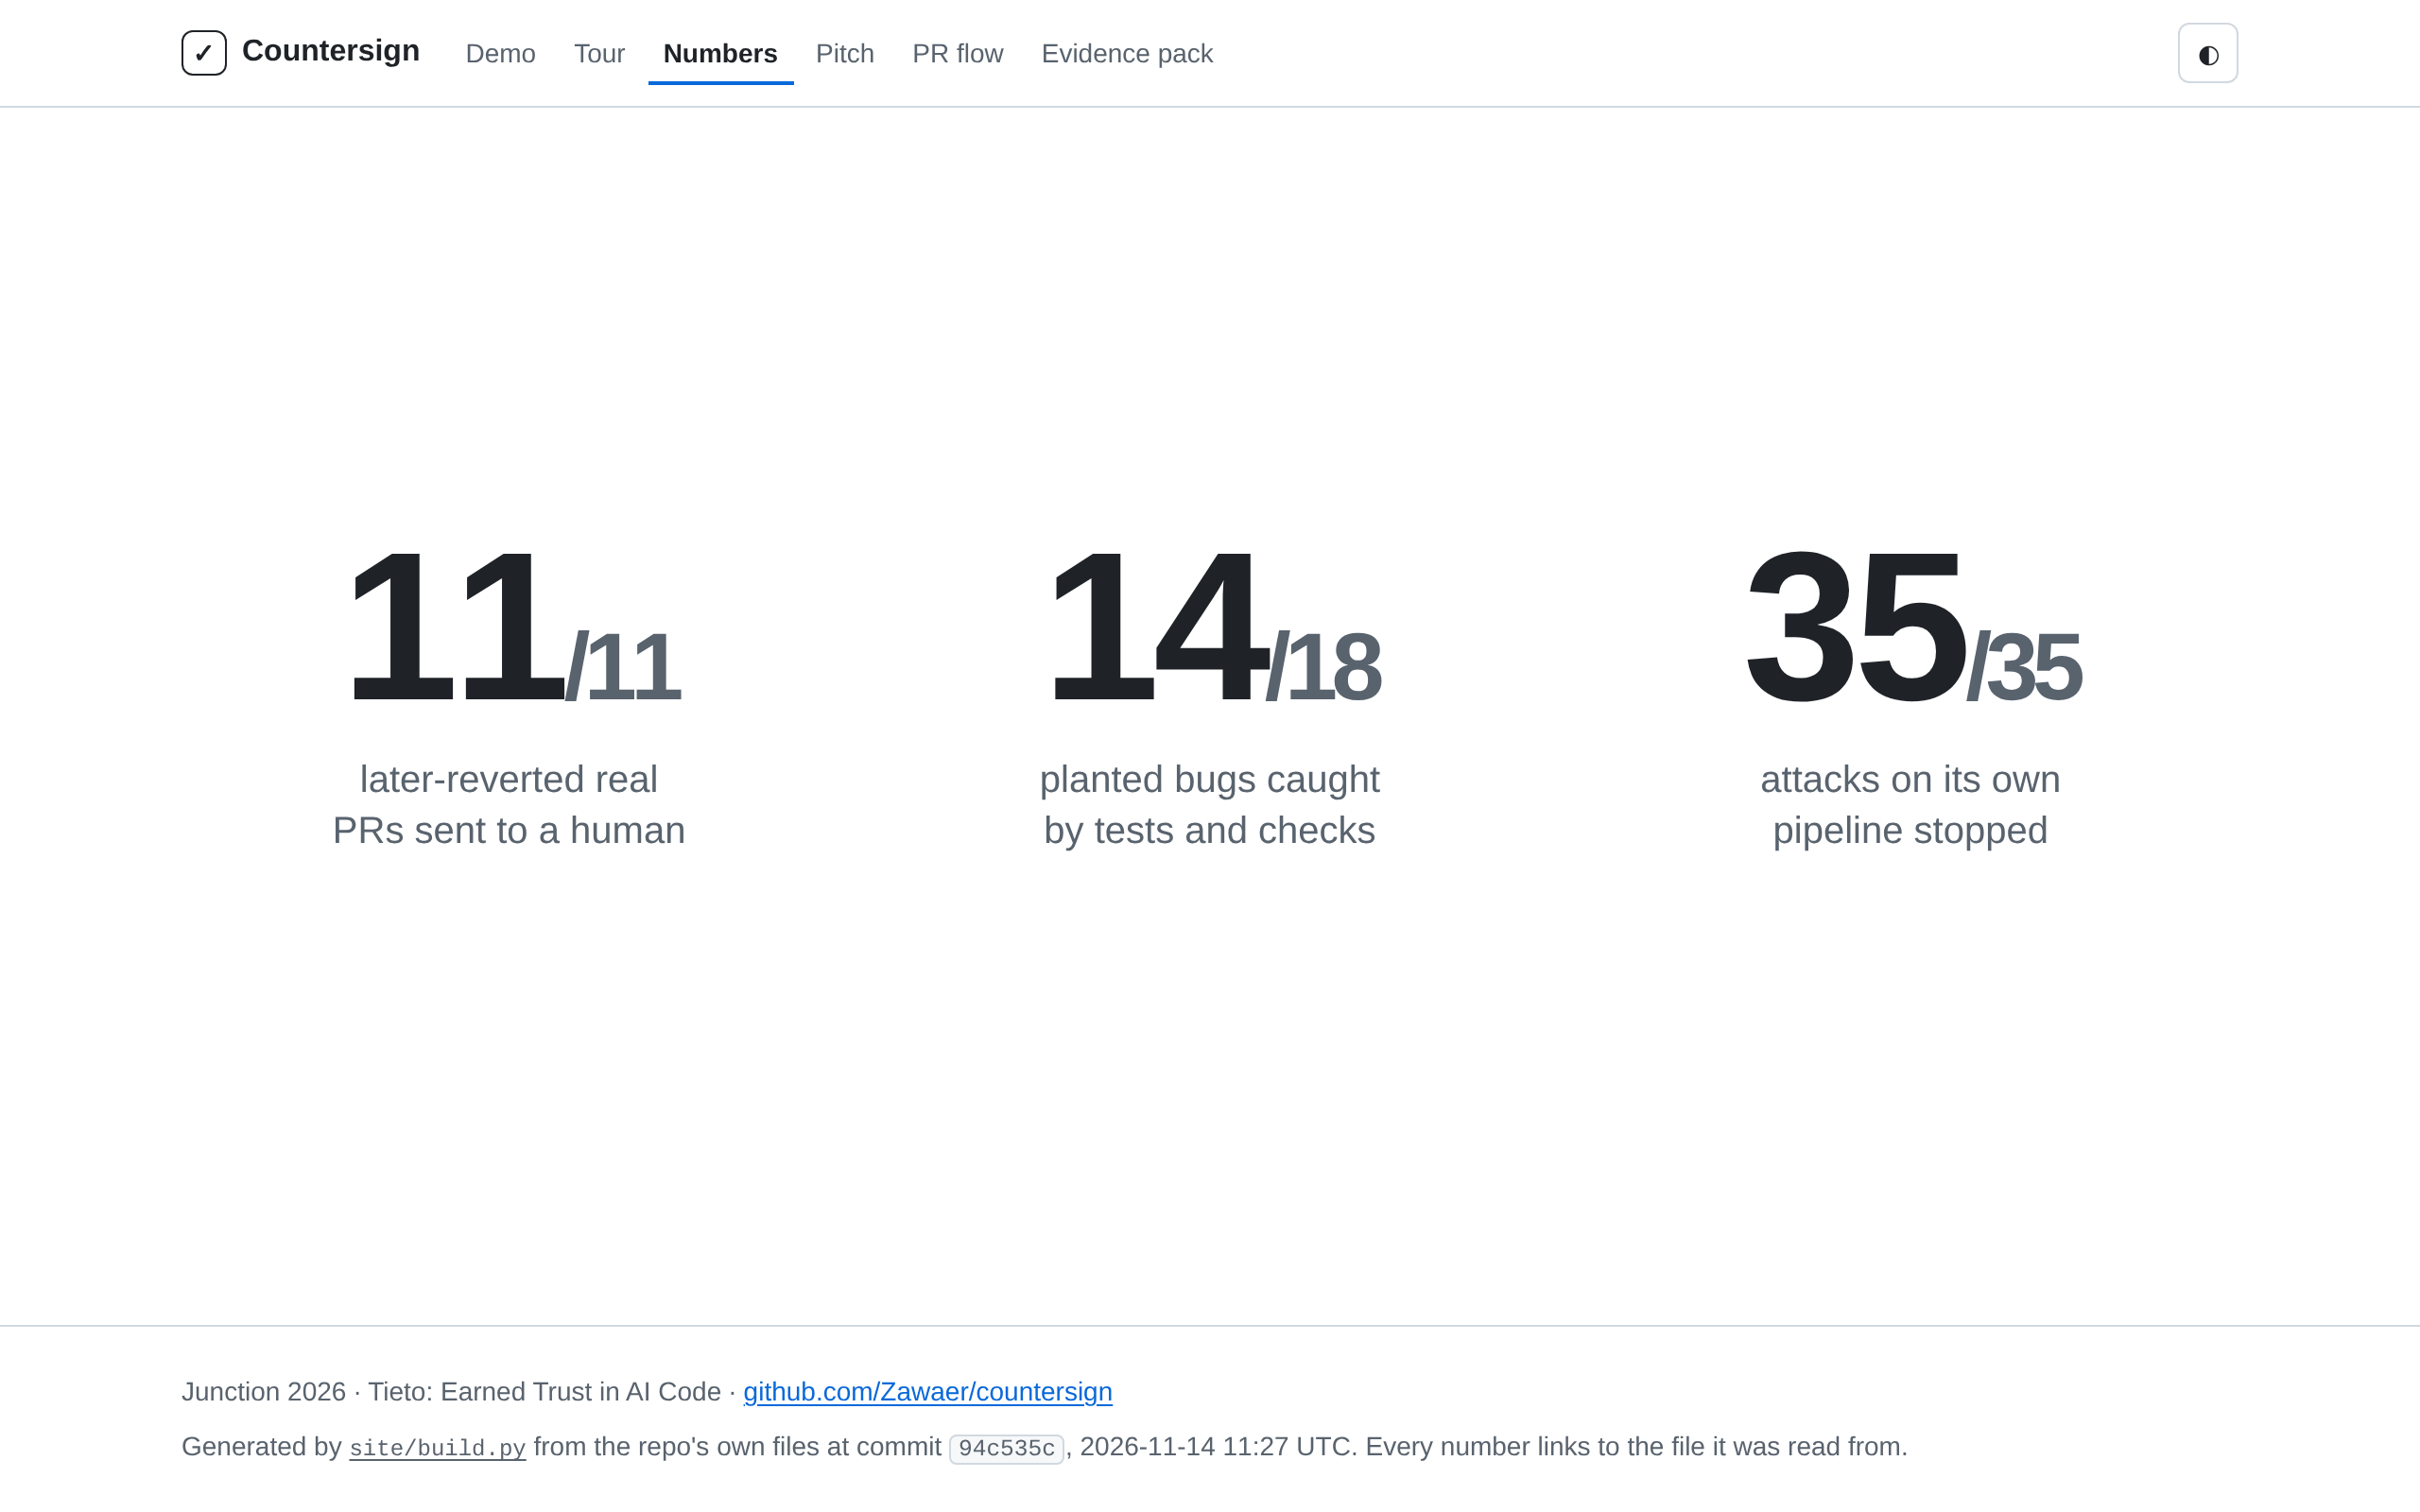 ✓ Countersign Demo Tour Numbers Pitch PR flow Evidence pack
11/11
later-reverted real
PRs sent to a human
14/18
planted bugs caught
by tests and checks
35/35
attacks on its own
pipeline stopped
Junction 2026 · Tieto: Earned Trust in AI Code · github.com/Zawaer/countersign
Generated by site/build.py from the repo's own files at commit 94c535c, 2026-11-14 11:27 UTC. Every number links to the file it was read from.